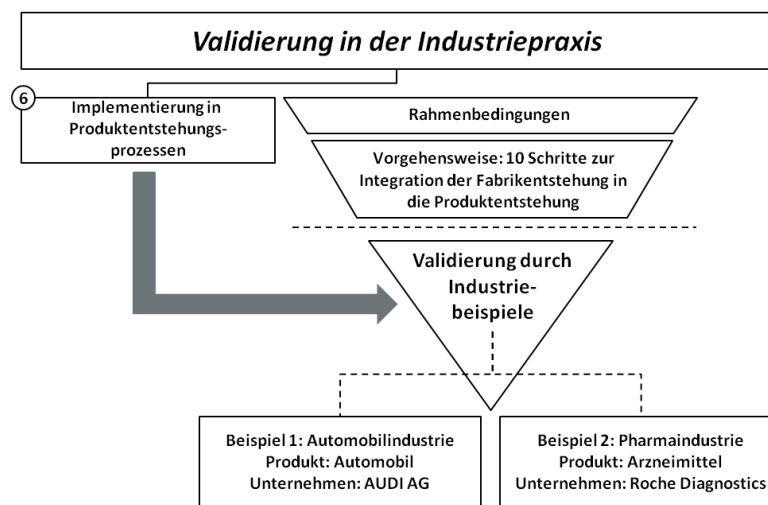 Validierung in der Industriepraxis
6
Implementierung in
Produktentstehungs-
prozessen
Rahmenbedingungen
Vorgehensweise: 10 Schritte zur
Integration der Fabrikentstehung in
die Produktentstehung
Validierung durch
Industrie-
beispiele
Beispiel 1: Automobilindustrie
Produkt: Automobil
Unternehmen: AUDI AG
Beispiel 2: Pharmaindustrie
Produkt: Arzneimittel
Unternehmen: Roche Diagnostics